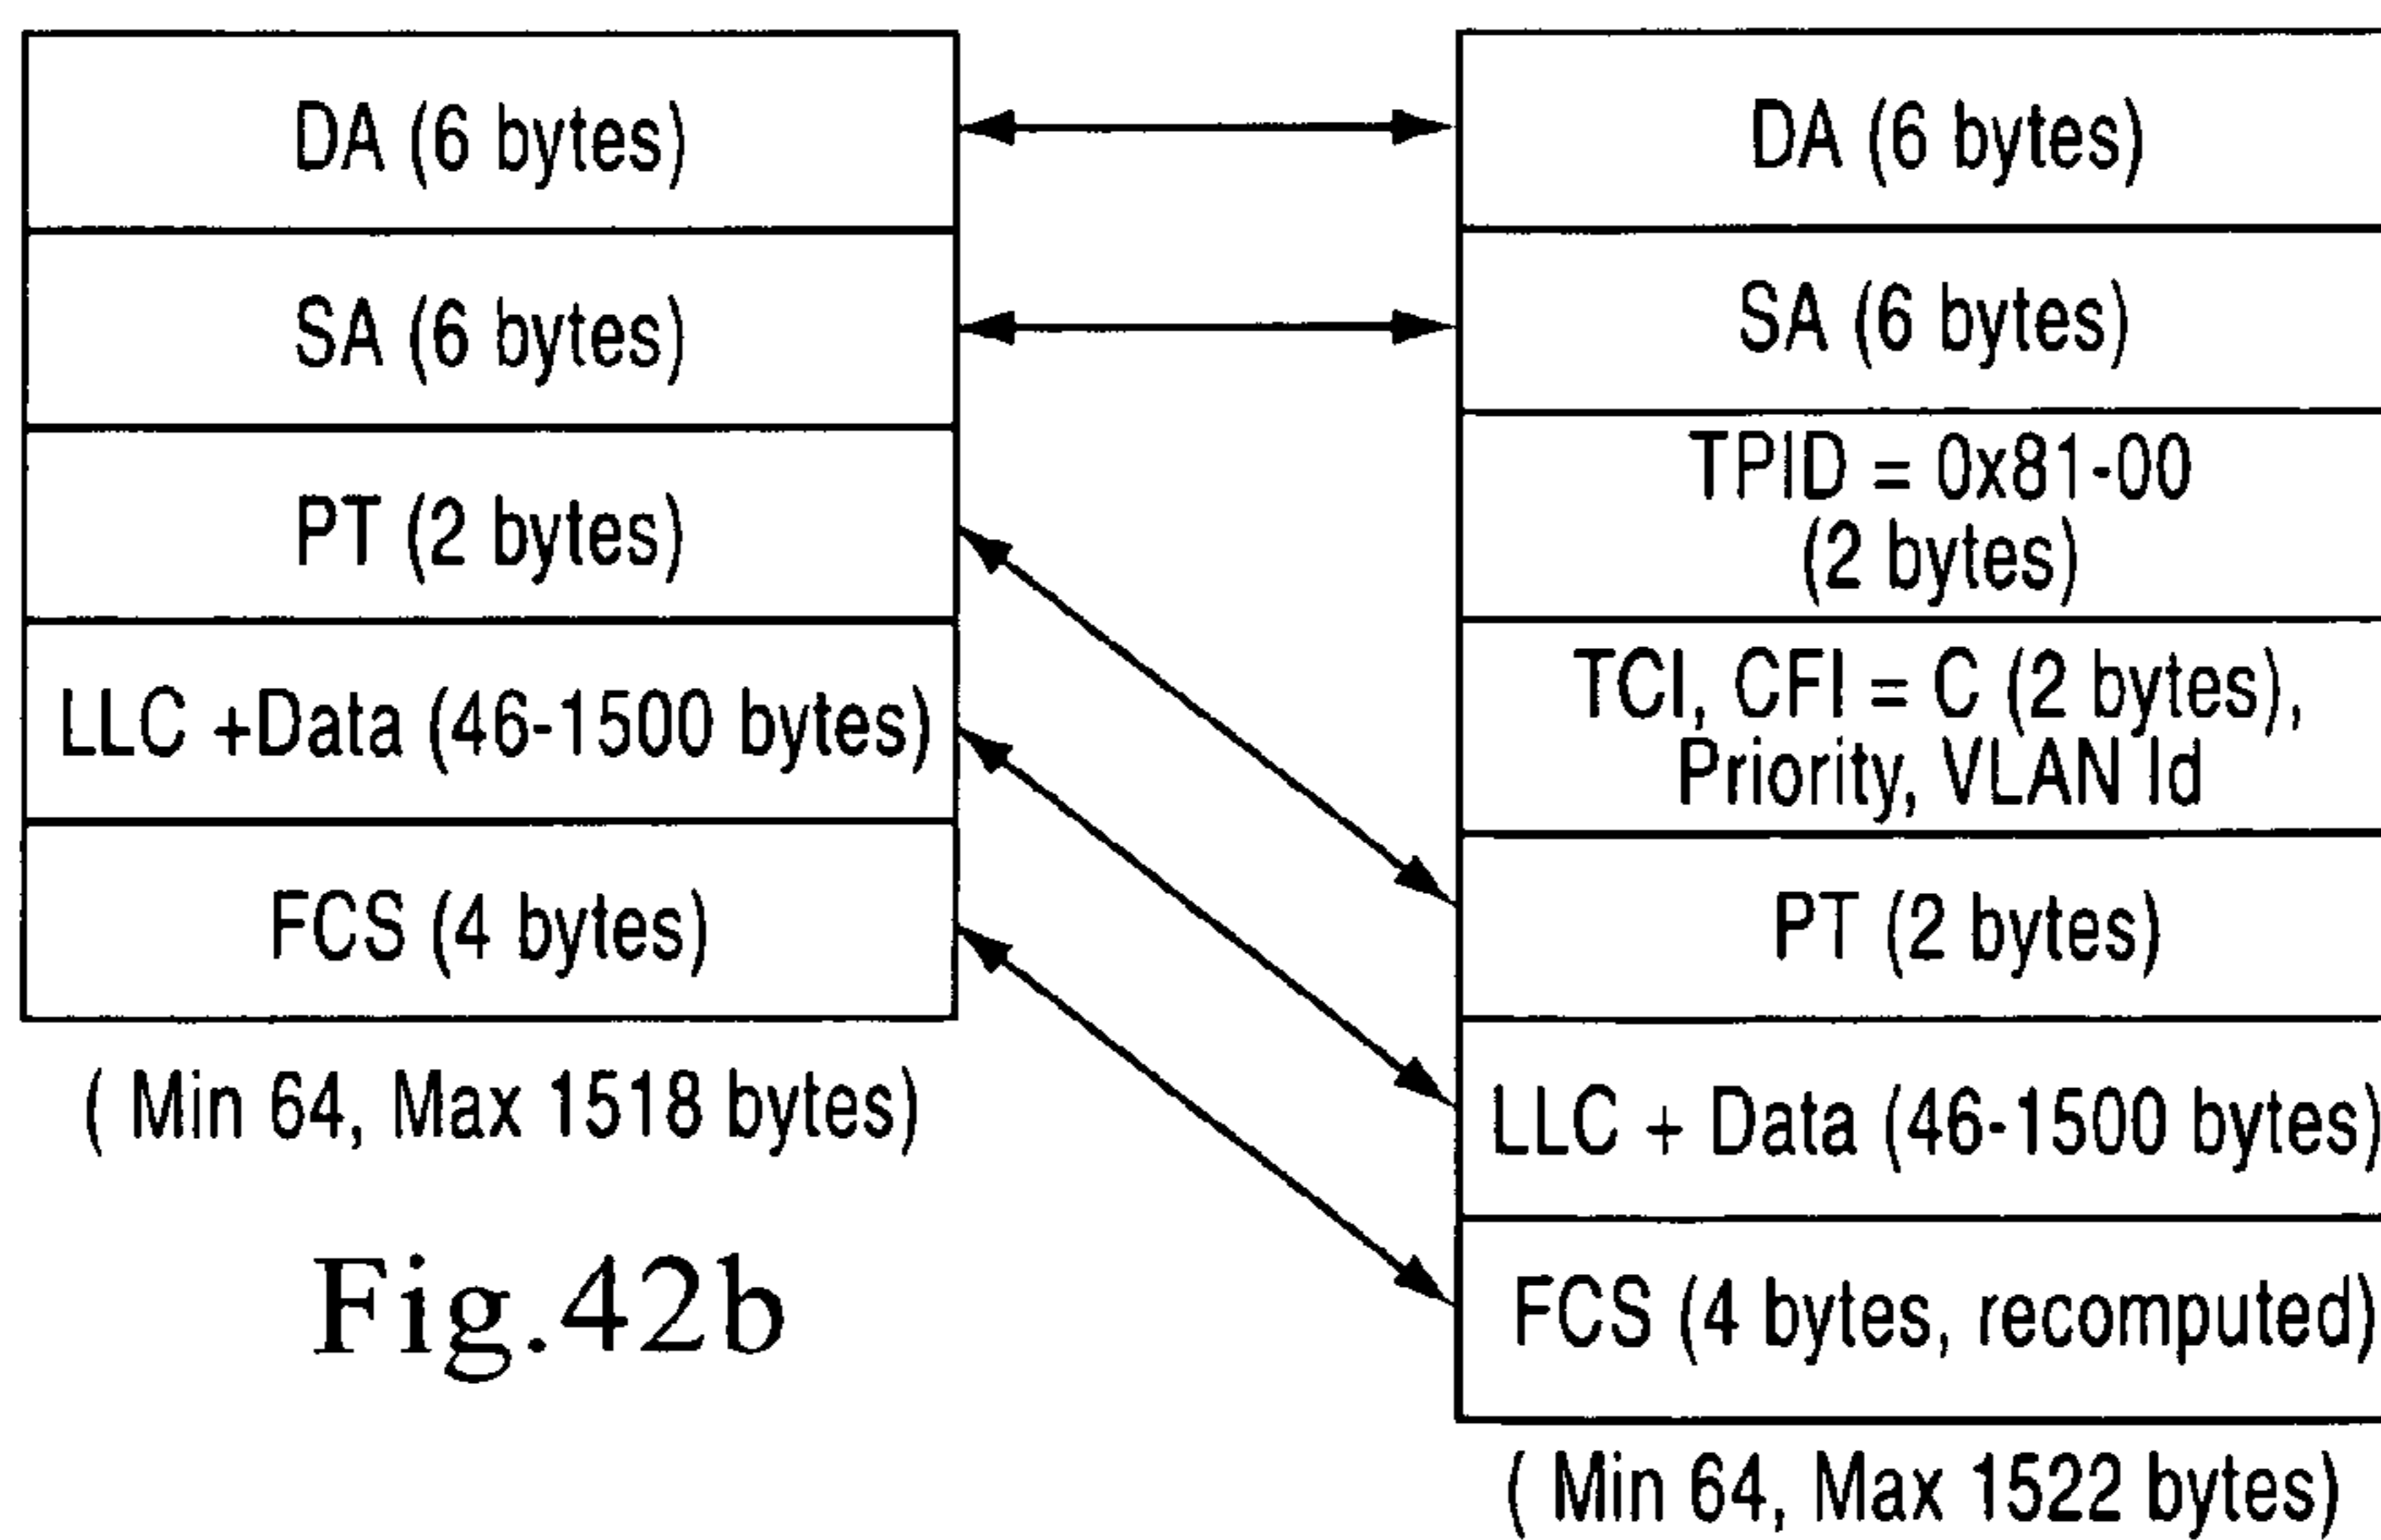 DA (6 bytes)
SA (6 bytes)
PT (2 bytes)
LLC +Data (46-1500 bytes)
FCS (4 bytes)
( Min 64, Max 1518 bytes)
Fig.42b
DA (6 bytes)
SA (6 bytes)
TPID = 0x81-00
(2 bytes)
TCI, CFI = C (2 bytes),
Priority, VLAN Id
PT (2 bytes)
LLC + Data (46-1500 bytes)
FCS (4 bytes, recomputed)
( Min 64, Max 1522 bytes)